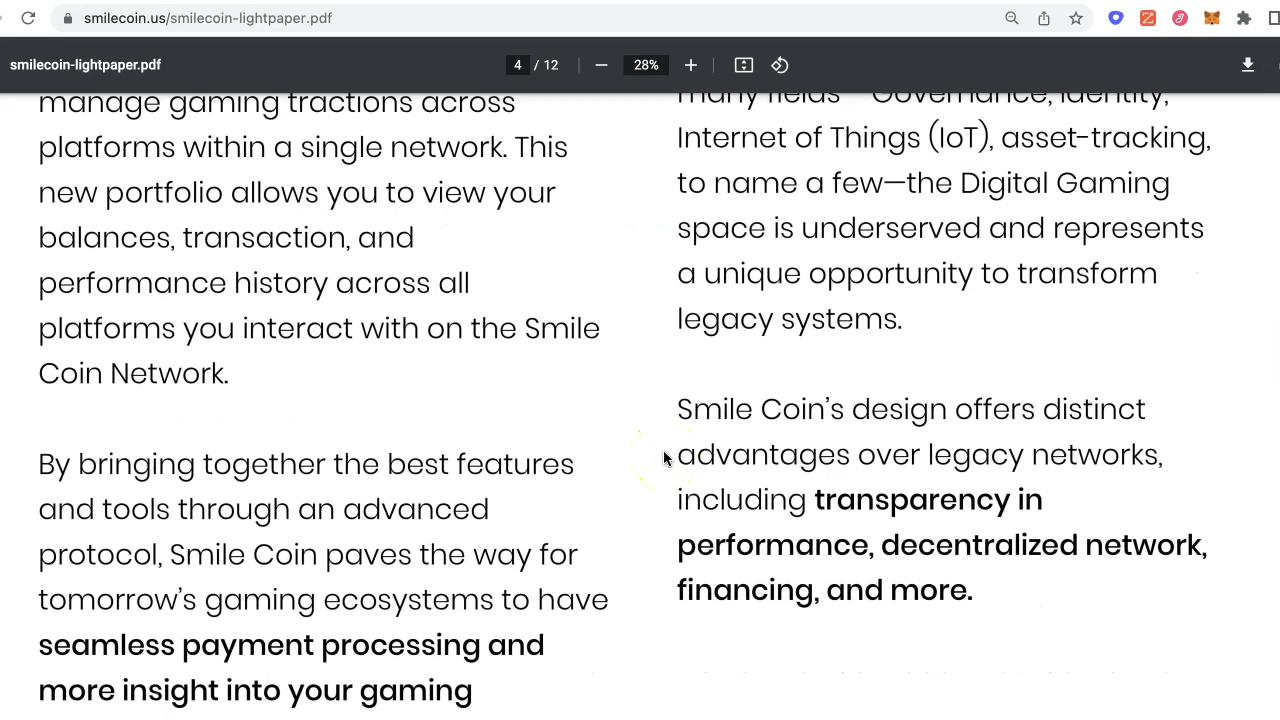 smilecoin.us/smilecoin-lightpaper.pdf
smilecoin-lightpaper.pdf
4 / 12
28%
manage gaming tractions across
platforms within a single network. This
new portfolio allows you to view your
balances, transaction, and
performance history across all
platforms you interact with on the Smile
Coin Network.
By bringing together the best features
and tools through an advanced
protocol, Smile Coin paves the way for
tomorrow's gaming ecosystems to have
seamless payment processing and
more insight into your gaming
many fields—Governance, Identity,
Internet of Things (IoT), asset-tracking,
to name a few—the Digital Gaming
space is underserved and represents
a unique opportunity to transform
legacy systems.
Smile Coin's design offers distinct
advantages over legacy networks,
including transparency in
performance, decentralized network,
financing, and more.